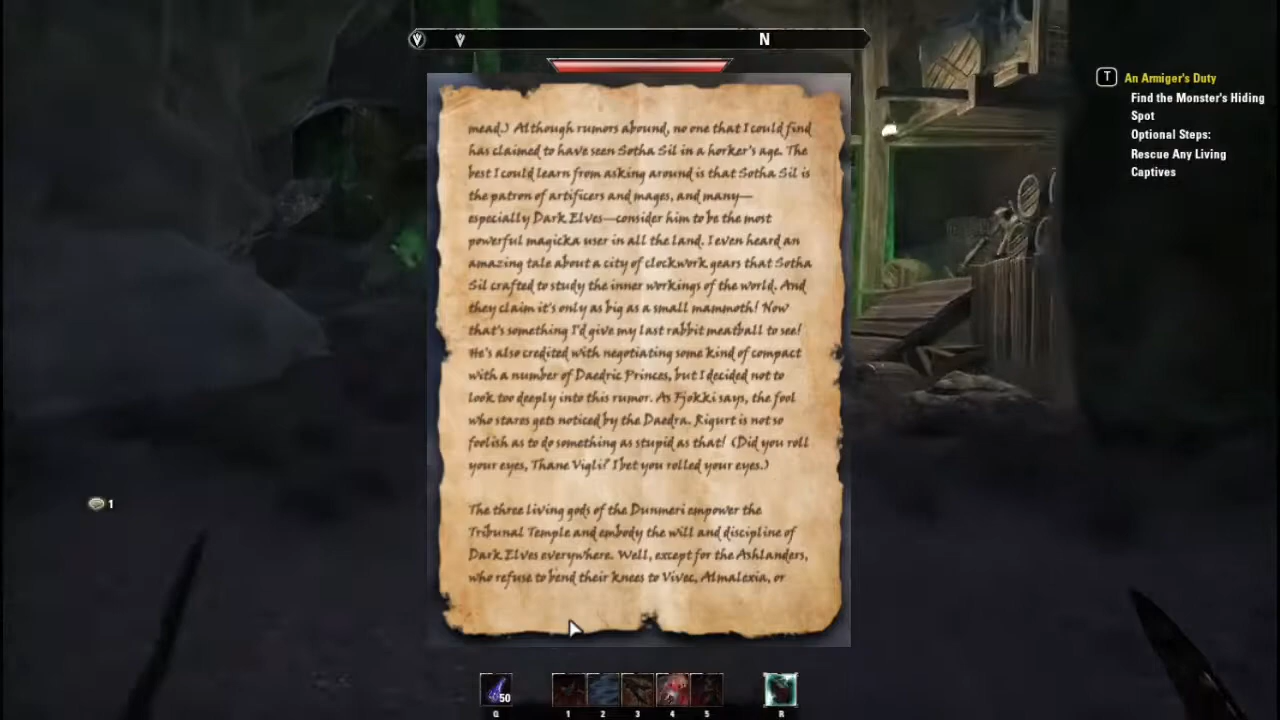 N
T
An Armiger's Duty
Find the Monster's Hiding
Spot
Optional Steps:
Rescue Any Living
Captives
mead.) Although rumors abound, no one that I could find
has claimed to have seen Sotha Sil in a horker's age. The
best I could learn from asking around is that Sotha Sil is
the patron of artificers and mages, and many—
especially Dark Elves—consider him to be the most
powerful magicka user in all the land. I even heard an
amazing tale about a city of clockwork gears that Sotha
Sil crafted to study the inner workings of the world. And
they claim it's only as big as a small mammoth! Now
that's something I'd give my last rabbit meatball to see!
He's also credited with negotiating some kind of compact
with a number of Daedric Princes, but I decided not to
look too deeply into this rumor. As Fjokki says, the fool
who stares gets noticed by the Daedra. Rigurt is not so
foolish as to do something as stupid as that! (Did you roll
your eyes, Thane Vigli? I bet you rolled your eyes.)
The three living gods of the Dunmeri empower the
Tribunal Temple and embody the will and discipline of
Dark Elves everywhere. Well, except for the Ashlanders,
who refuse to bend their knees to Vivec, Almalexia, or
1
50
Q 1 2 3 4 5 R